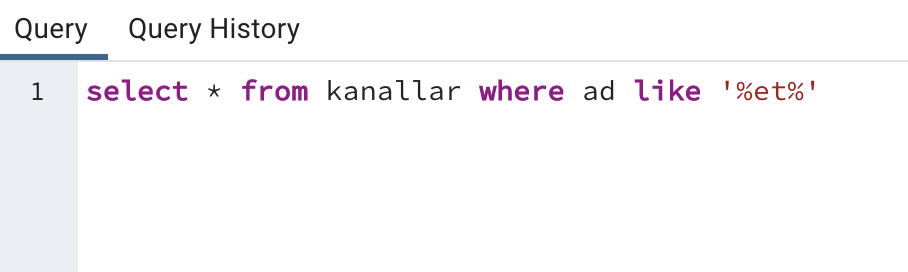 Query Query History
1 select * from kanallar where ad like '%et%'